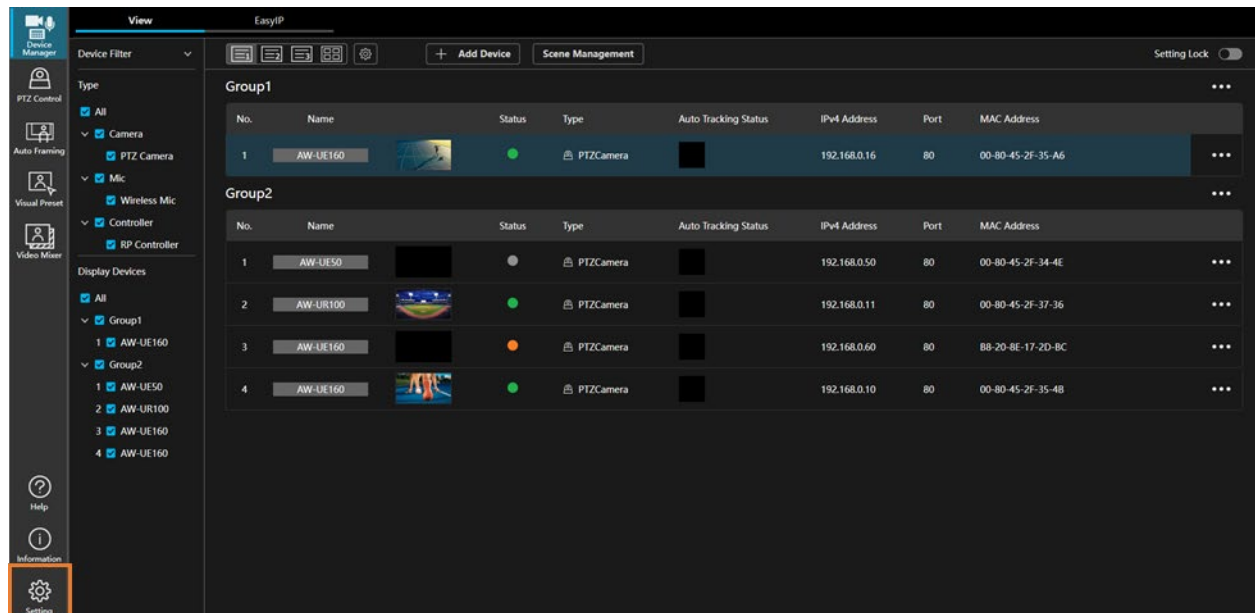 View
EasyIP
Device
Manager
PTZ Control
Auto Framing
Visual Preset
Video Mixer
Help
Information
Setting
Device Filter
Type
All
Camera
PTZ Camera
Mic
Wireless Mic
Controller
RP Controller
Display Devices
All
Group1
1 AW-UE160
Group2
1 AW-UE50
2 AW-UR100
3 AW-UE160
4 AW-UE160
1 2 3
+ Add Device
Scene Management
Setting Lock
Group1
No. Name Status Type Auto Tracking Status IPv4 Address Port MAC Address
1 AW-UE160 PTZCamera 192.168.0.16 80 00-80-45-2F-35-A6
Group2
No. Name Status Type Auto Tracking Status IPv4 Address Port MAC Address
1 AW-UE50 PTZCamera 192.168.0.50 80 00-80-45-2F-34-4E
2 AW-UR100 PTZCamera 192.168.0.11 80 00-80-45-2F-37-36
3 AW-UE160 PTZCamera 192.168.0.60 80 B8-20-8E-17-2D-BC
4 AW-UE160 PTZCamera 192.168.0.10 80 00-80-45-2F-35-4B